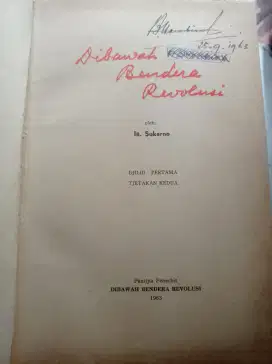 25-9-1963
Dibawah
Bendera
Revolusi
oleh:
Ir. Sukarno
DJILID PERTAMA
TJETAKAN KEDUA
Panitya Penerbit
DIBAWAH BENDERA REVOLUSI
1963